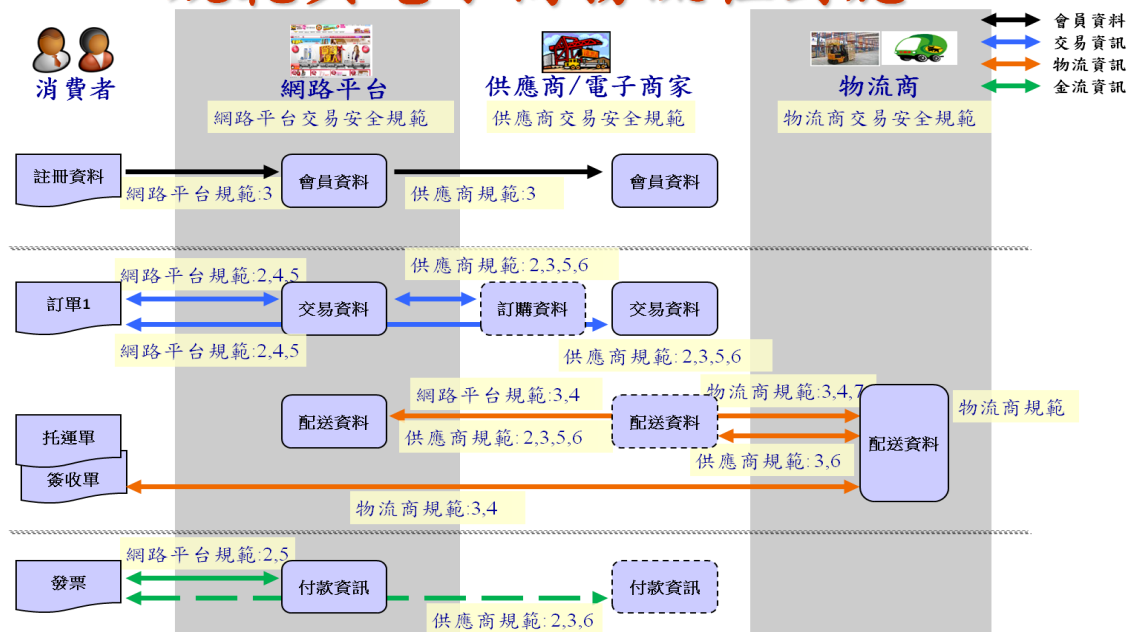 會員資料
交易資訊
物流資訊
金流資訊
消費者
網路平台
供應商/電子商家
物流商
網路平台交易安全規範
供應商交易安全規範
物流商交易安全規範
註冊資料
網路平台規範:3
會員資料
供應商規範:3
會員資料
網路平台規範:2,4,5
供應商規範:2,3,5,6
訂單1
交易資料
訂購資料
交易資料
網路平台規範:2,4,5
供應商規範:2,3,5,6
網路平台規範:3,4
物流商規範:3,4,7
物流商規範
托運單
配送資料
配送資料
配送資料
供應商規範:2,3,5,6
供應商規範:3,6
簽收單
物流商規範:3,4
網路平台規範:2,5
發票
付款資訊
付款資訊
供應商規範:2,3,6